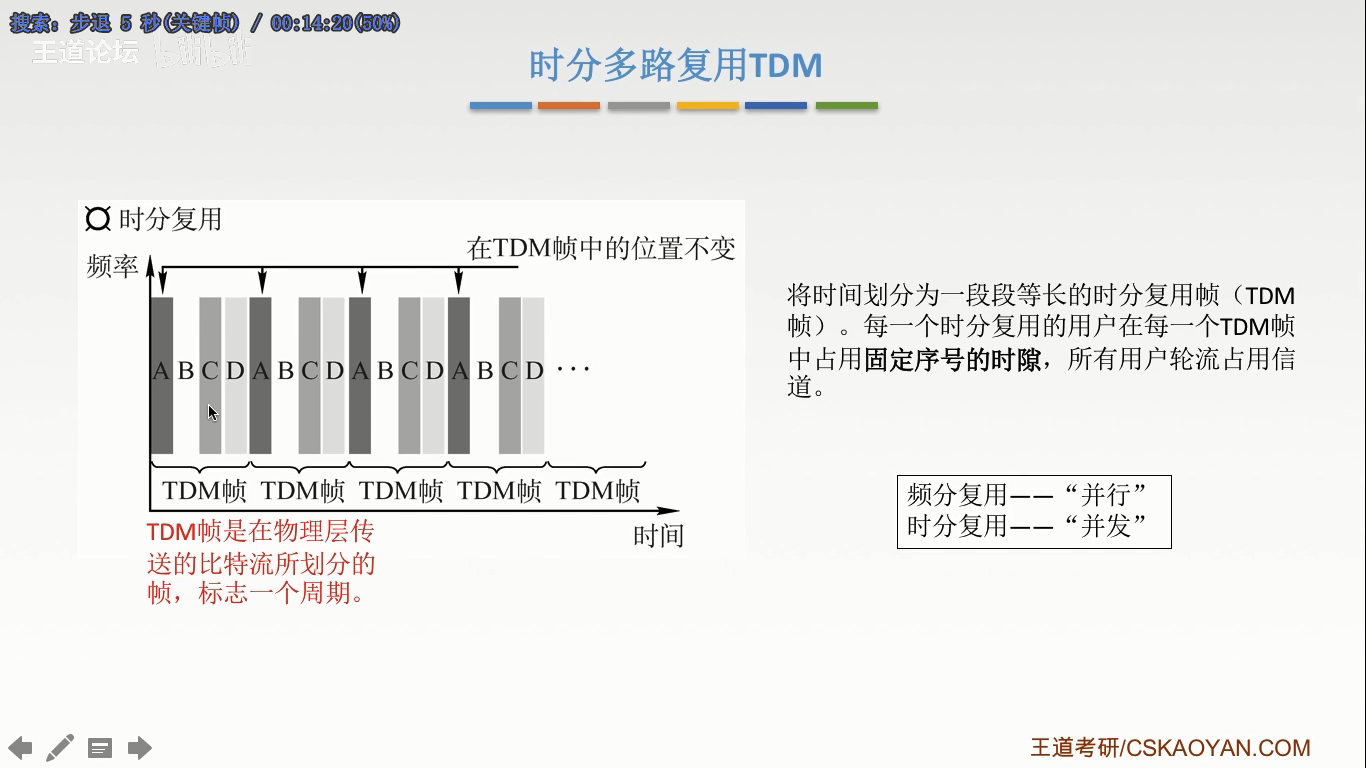 搜索: 步退 5 秒(关键帧) / 00:14:20(50%)
王道论坛 bilibili
时分多路复用TDM
时分复用
在TDM帧中的位置不变
频率
A B C D A B C D A B C D A B C D ···
TDM帧 TDM帧 TDM帧 TDM帧 TDM帧
时间
TDM帧是在物理层传
送的比特流所划分的
帧，标志一个周期。
将时间划分为一段段等长的时分复用帧（TDM
帧）。每一个时分复用的用户在每一个TDM帧
中占用固定序号的时隙，所有用户轮流占用信
道。
频分复用——“并行”
时分复用——“并发”
王道考研/CSKAOYAN.COM